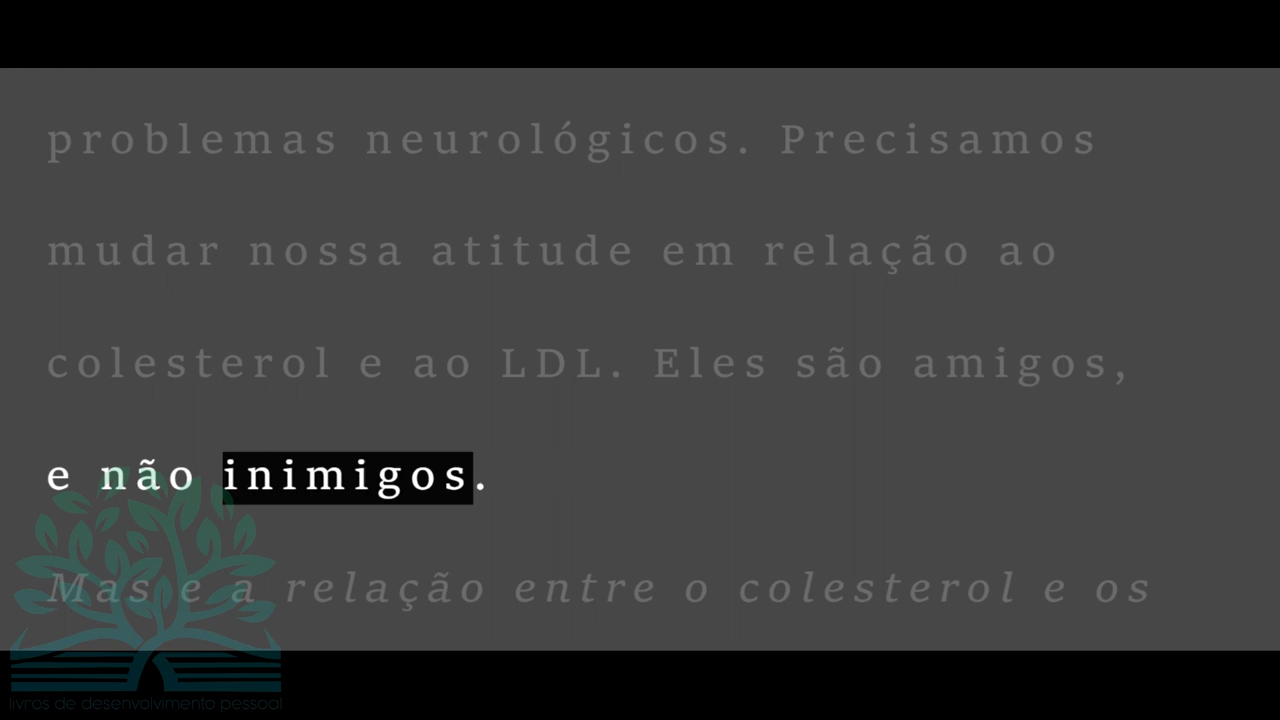 problemas neurológicos. Precisamos
mudar nossa atitude em relação ao
colesterol e ao LDL. Eles são amigos,
e não inimigos.
Mas e a relação entre o colesterol e os
livros de desenvolvimento pessoal